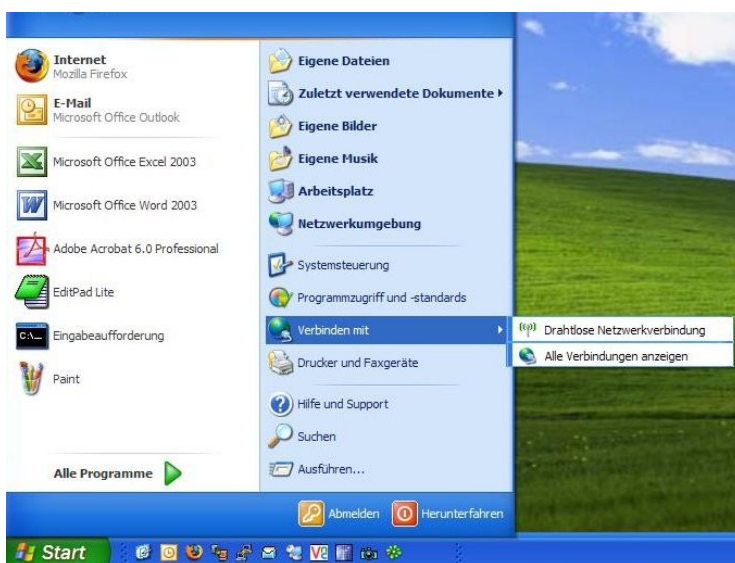 Internet
Mozilla Firefox
E-Mail
Microsoft Office Outlook
Microsoft Office Excel 2003
Microsoft Office Word 2003
Adobe Acrobat 6.0 Professional
EditPad Lite
C:\_
Eingabeaufforderung
Paint
Alle Programme
Eigene Dateien
Zuletzt verwendete Dokumente
Eigene Bilder
Eigene Musik
Arbeitsplatz
Netzwerkumgebung
Systemsteuerung
Programmzugriff und -standards
Verbinden mit
Drucker und Faxgeräte
Hilfe und Support
Suchen
Ausführen...
Drahtlose Netzwerkverbindung
Alle Verbindungen anzeigen
Abmelden
Herunterfahren
Start